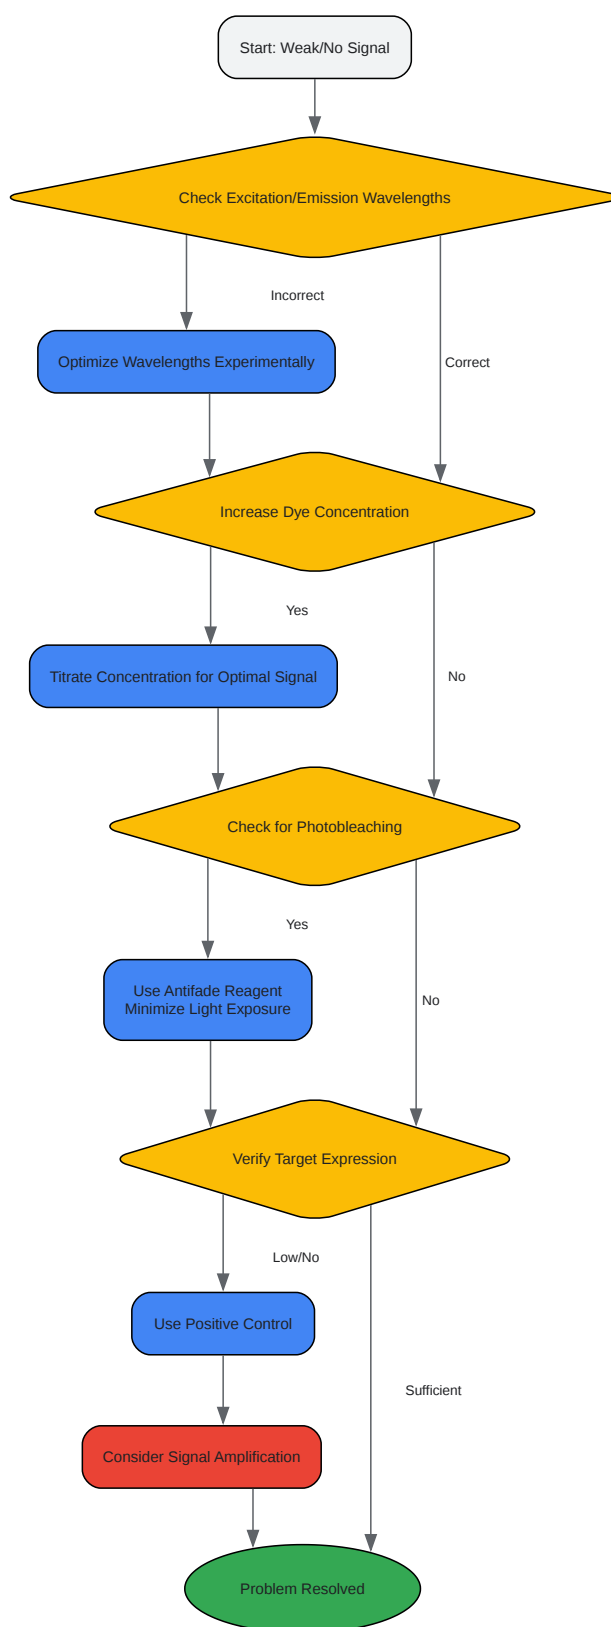 Start: Weak/No Signal
Check Excitation/Emission Wavelengths
Incorrect
Optimize Wavelengths Experimentally
Correct
Increase Dye Concentration
Yes
Titrate Concentration for Optimal Signal
No
Check for Photobleaching
Yes
Use Antifade Reagent
Minimize Light Exposure
No
Verify Target Expression
Low/No
Use Positive Control
Sufficient
Consider Signal Amplification
Problem Resolved